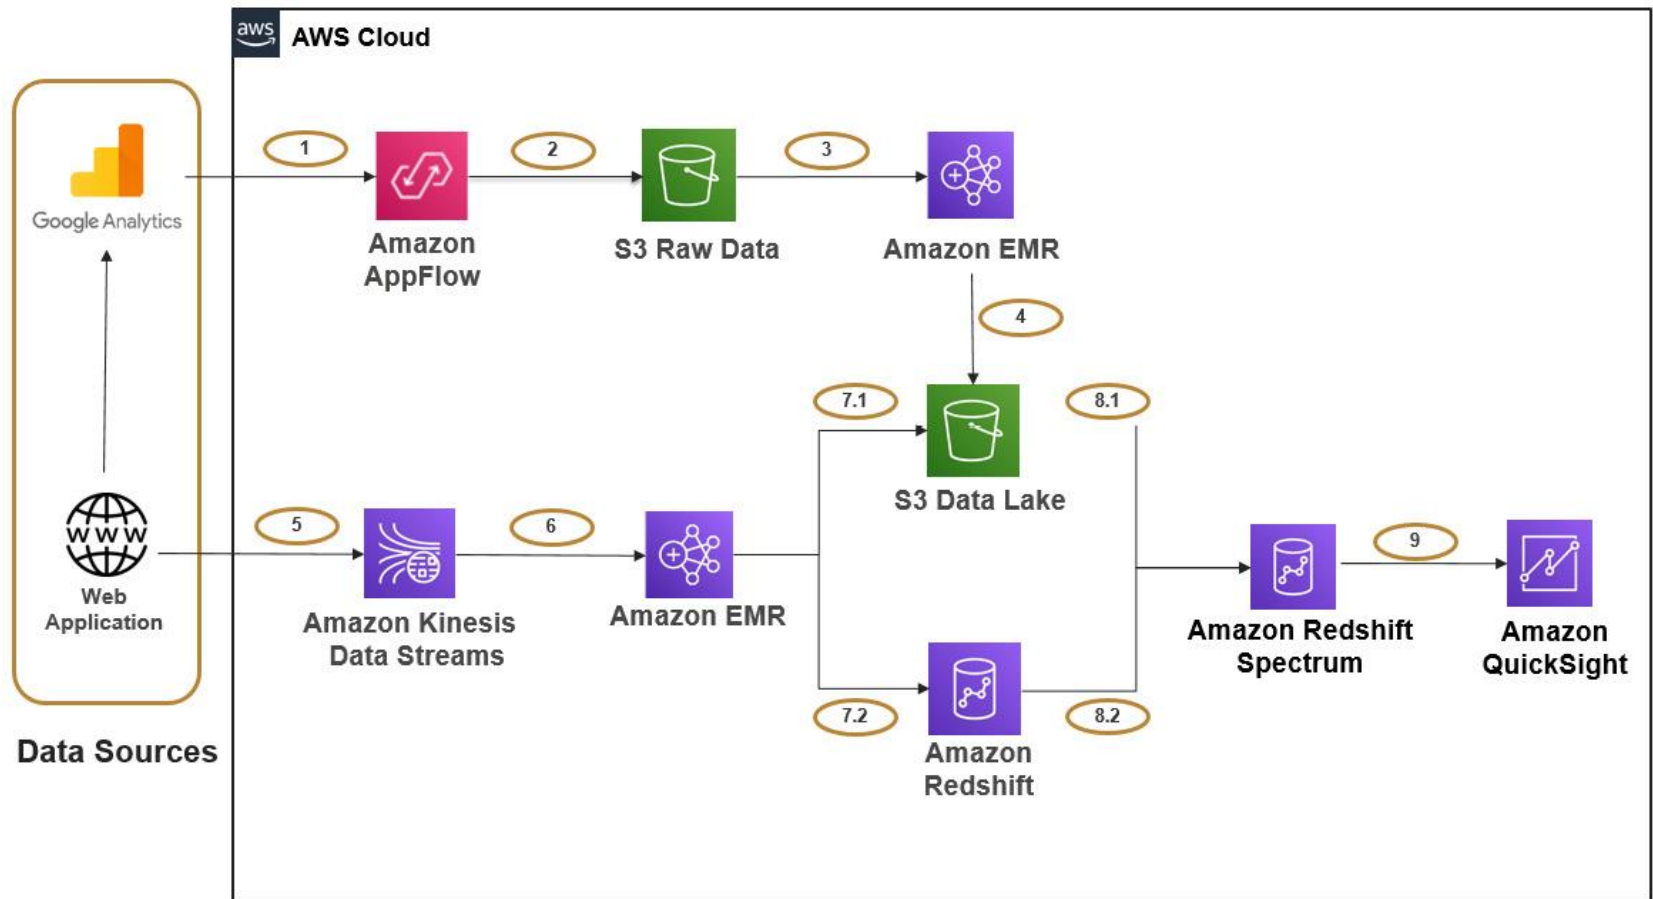 aws
AWS Cloud
Google Analytics
1
Amazon
AppFlow
2
S3 Raw Data
3
Amazon EMR
4
Web
Application
WWW
Data Sources
5
Amazon Kinesis
Data Streams
6
Amazon EMR
7.1
S3 Data Lake
7.2
Amazon
Redshift
8.1
8.2
Amazon Redshift
Spectrum
9
Amazon
QuickSight